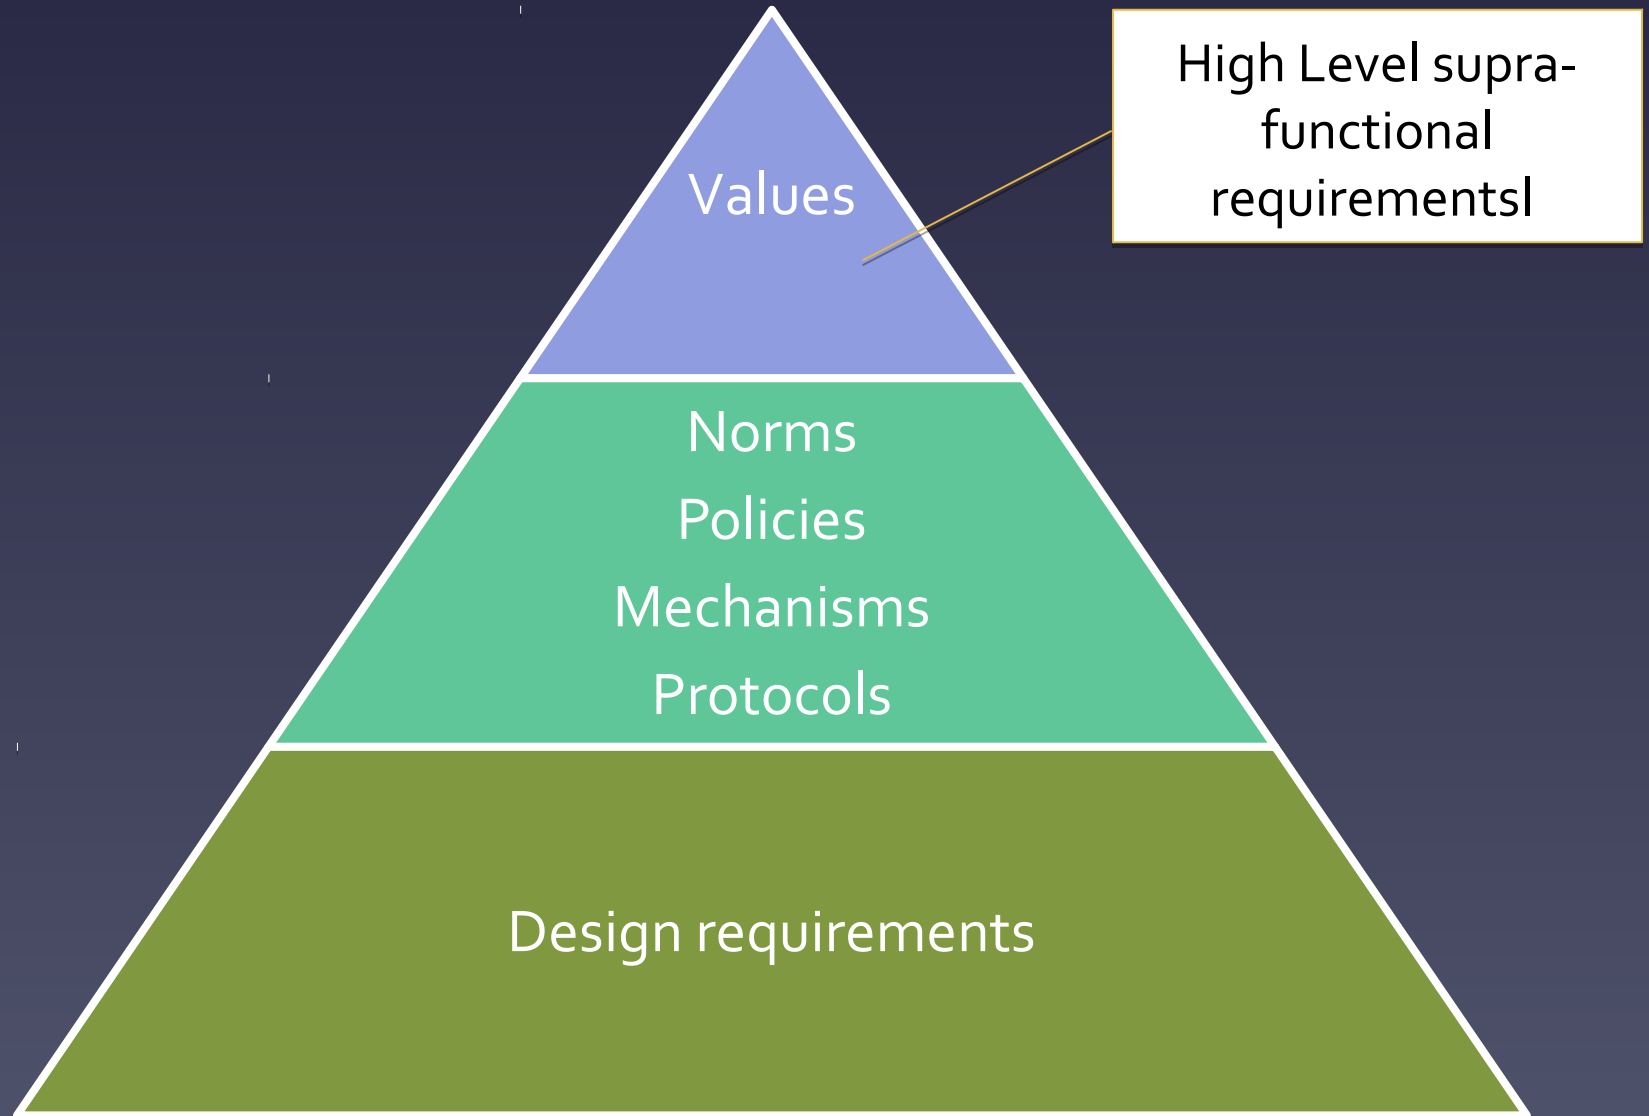 High Level supra-
functional
requirementsl
Values
Norms
Policies
Mechanisms
Protocols
Design requirements